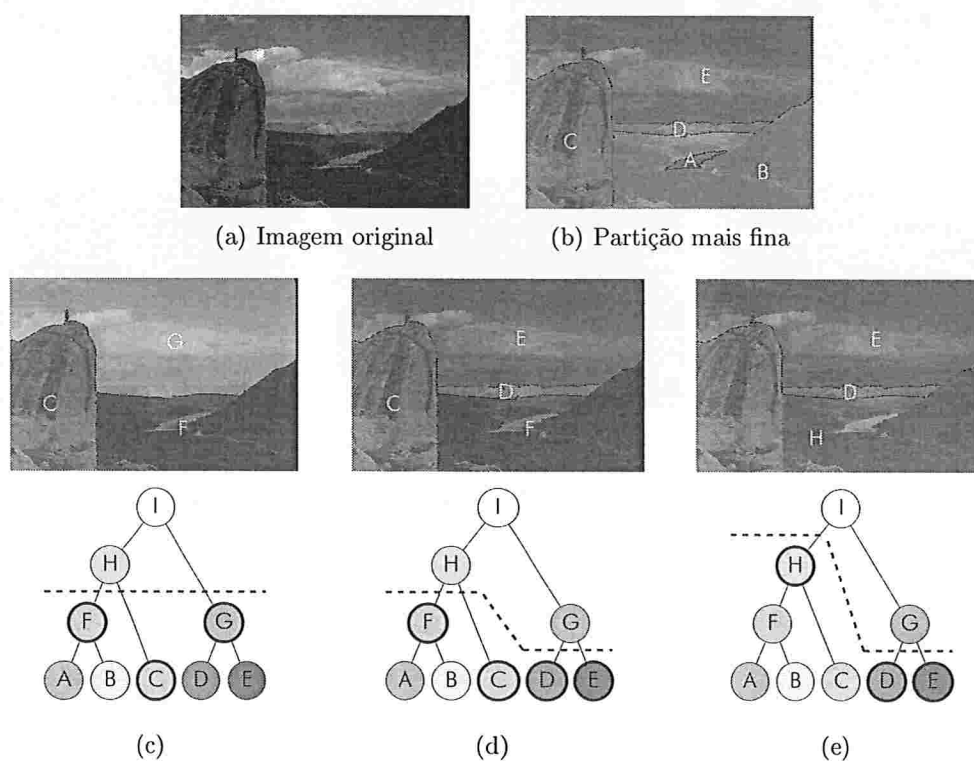 E
D
C
A
B
(a) Imagem original
(b) Partição mais fina
G
C
F
E
D
C
F
E
D
H
I
H
F
G
A B C D E
(c)
I
H
F
G
A B C D E
(d)
I
H
F
G
A B C D E
(e)